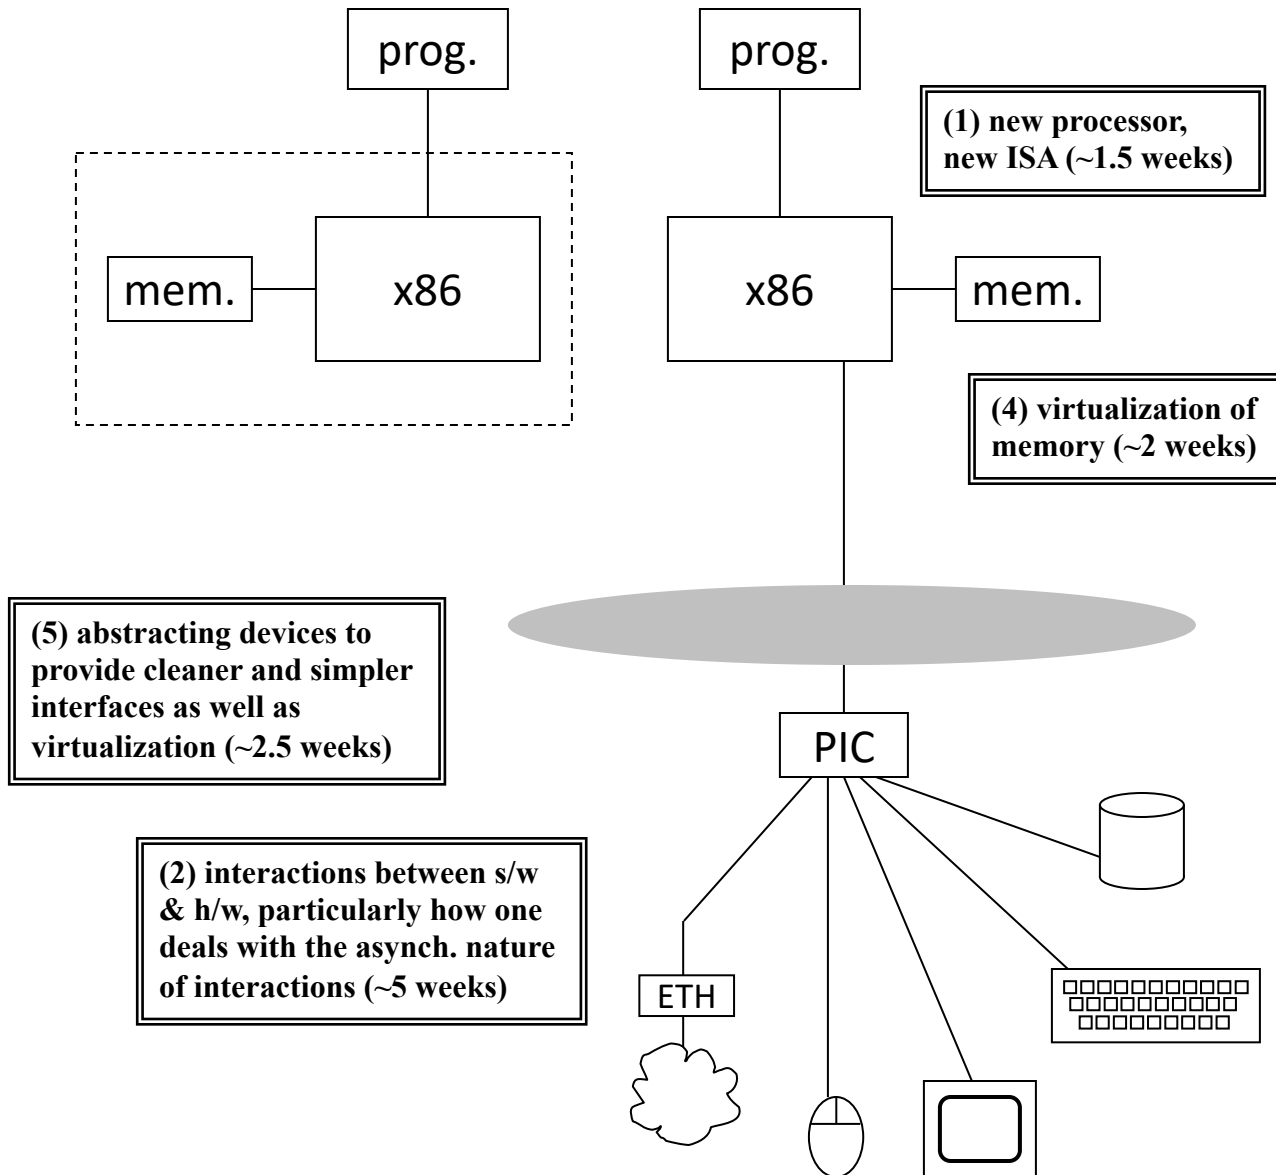 prog.
prog.
(1) new processor,
new ISA (~1.5 weeks)
mem.
x86
x86
mem.
(4) virtualization of
memory (~2 weeks)
(5) abstracting devices to
provide cleaner and simpler
interfaces as well as
virtualization (~2.5 weeks)
PIC
(2) interactions between s/w
& h/w, particularly how one
deals with the asynch. nature
of interactions (~5 weeks)
ETH